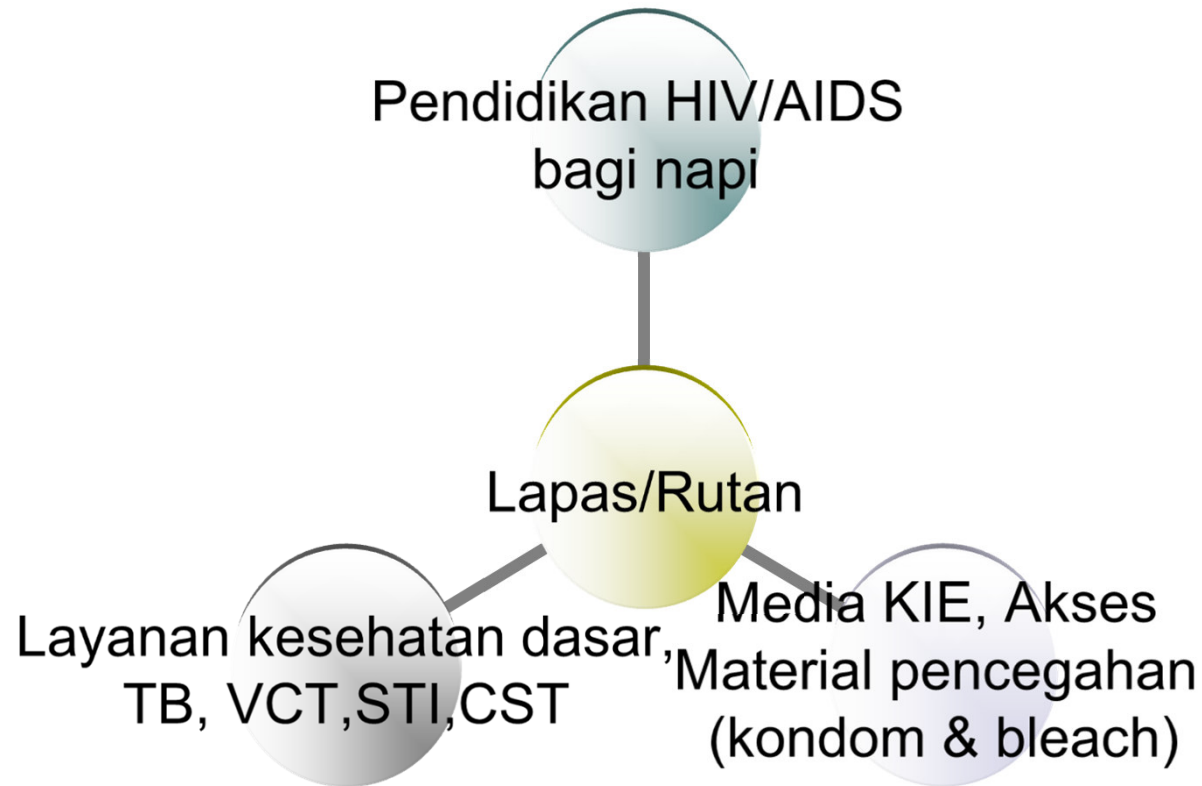 Pendidikan HIV/AIDS
bagi napi
Lapas/Rutan
Layanan kesehatan dasar,
TB, VCT,STI,CST
Media KIE, Akses
Material pencegahan
(kondom & bleach)